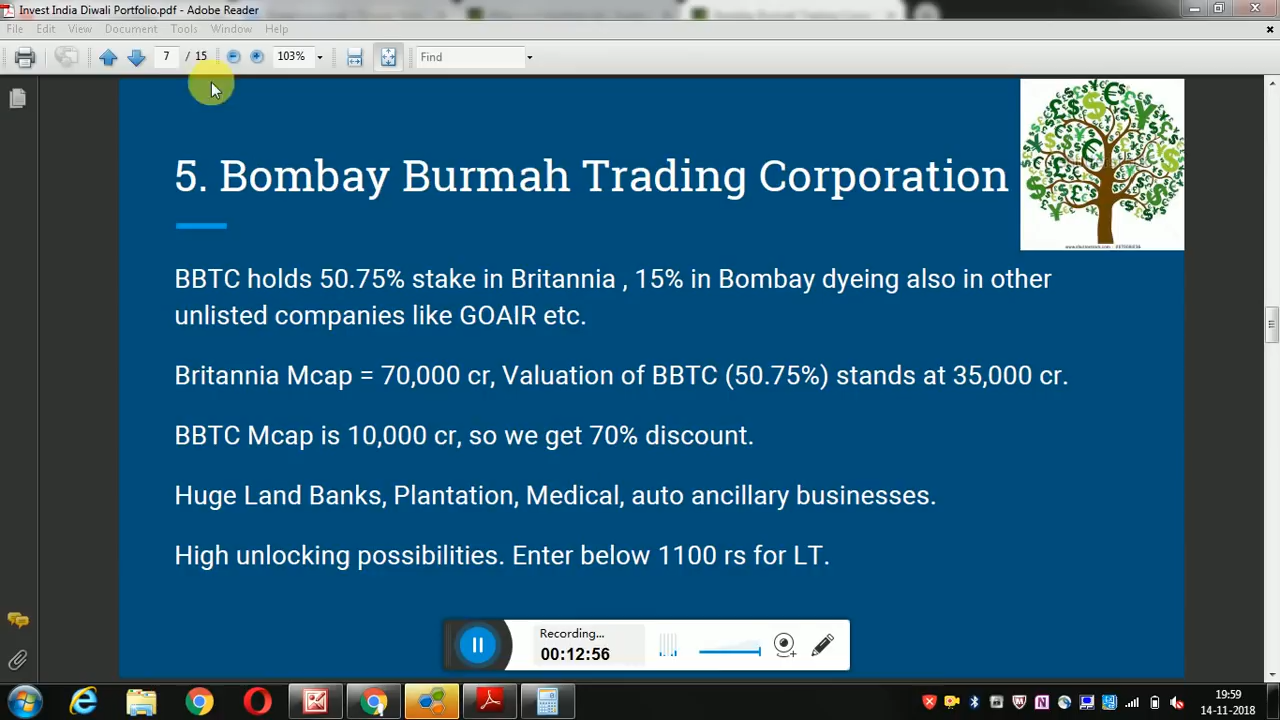 Invest India Diwali Portfolio.pdf - Adobe Reader
File Edit View Document Tools Window Help
7 / 15 103% Find
5. Bombay Burmah Trading Corporation
BBTC holds 50.75% stake in Britannia , 15% in Bombay dyeing also in other
unlisted companies like GOAIR etc.
Britannia Mcap = 70,000 cr, Valuation of BBTC (50.75%) stands at 35,000 cr.
BBTC Mcap is 10,000 cr, so we get 70% discount.
Huge Land Banks, Plantation, Medical, auto ancillary businesses.
High unlocking possibilities. Enter below 1100 rs for LT.
Recording...
00:12:56
19:59
14-11-2018